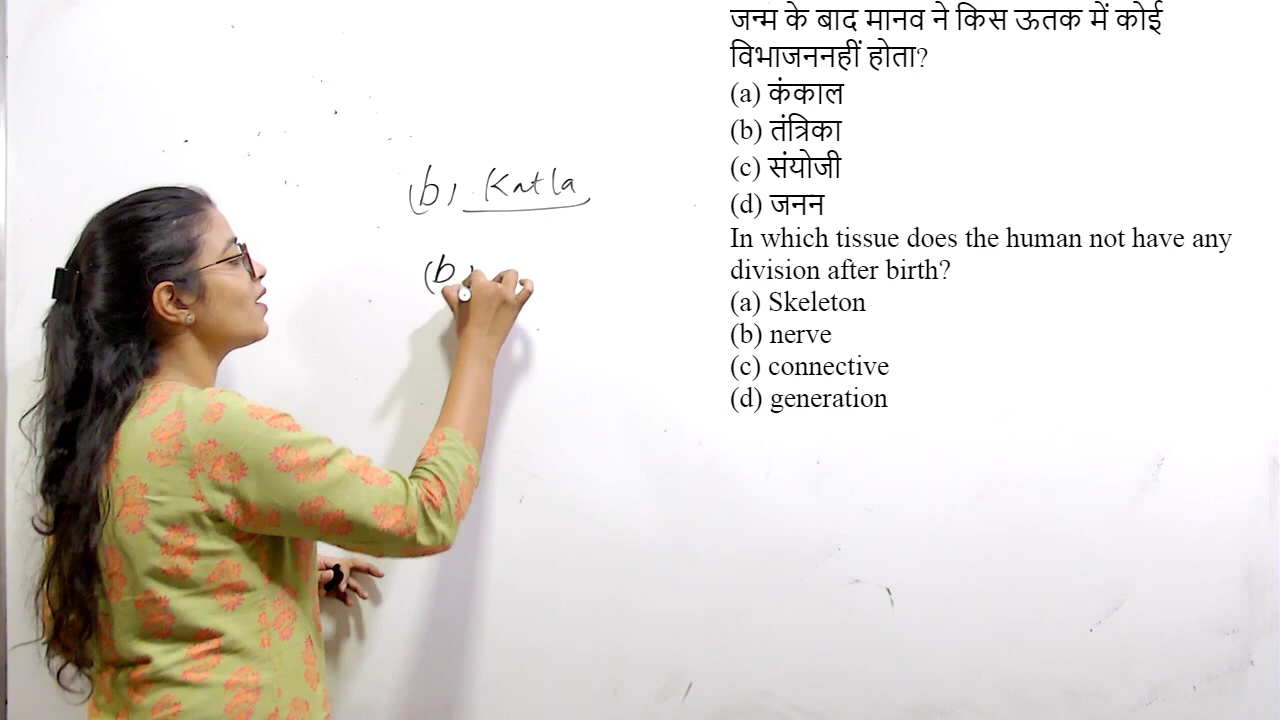 (b) Katla
(b)
जन्म के बाद मानव ने किस ऊतक में कोई
विभाजननहीं होता?
(a) कंकाल
(b) तंत्रिका
(c) संयोजी
(d) जनन
In which tissue does the human not have any
division after birth?
(a) Skeleton
(b) nerve
(c) connective
(d) generation